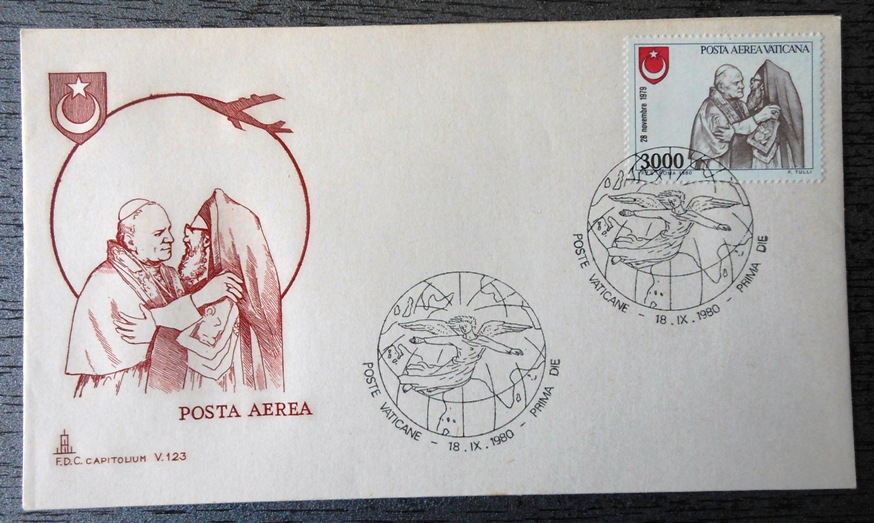 POSTA AEREA VATICANA
28 novembre 1979
3000
P. TULLI
POSTE VATICANE - 18.IX.1980 - PRIMA DIE
POSTE VATICANE - 18.IX.1980 - PRIMA DIE
POSTA AEREA
F.D.C. CAPITOLIUM V.123